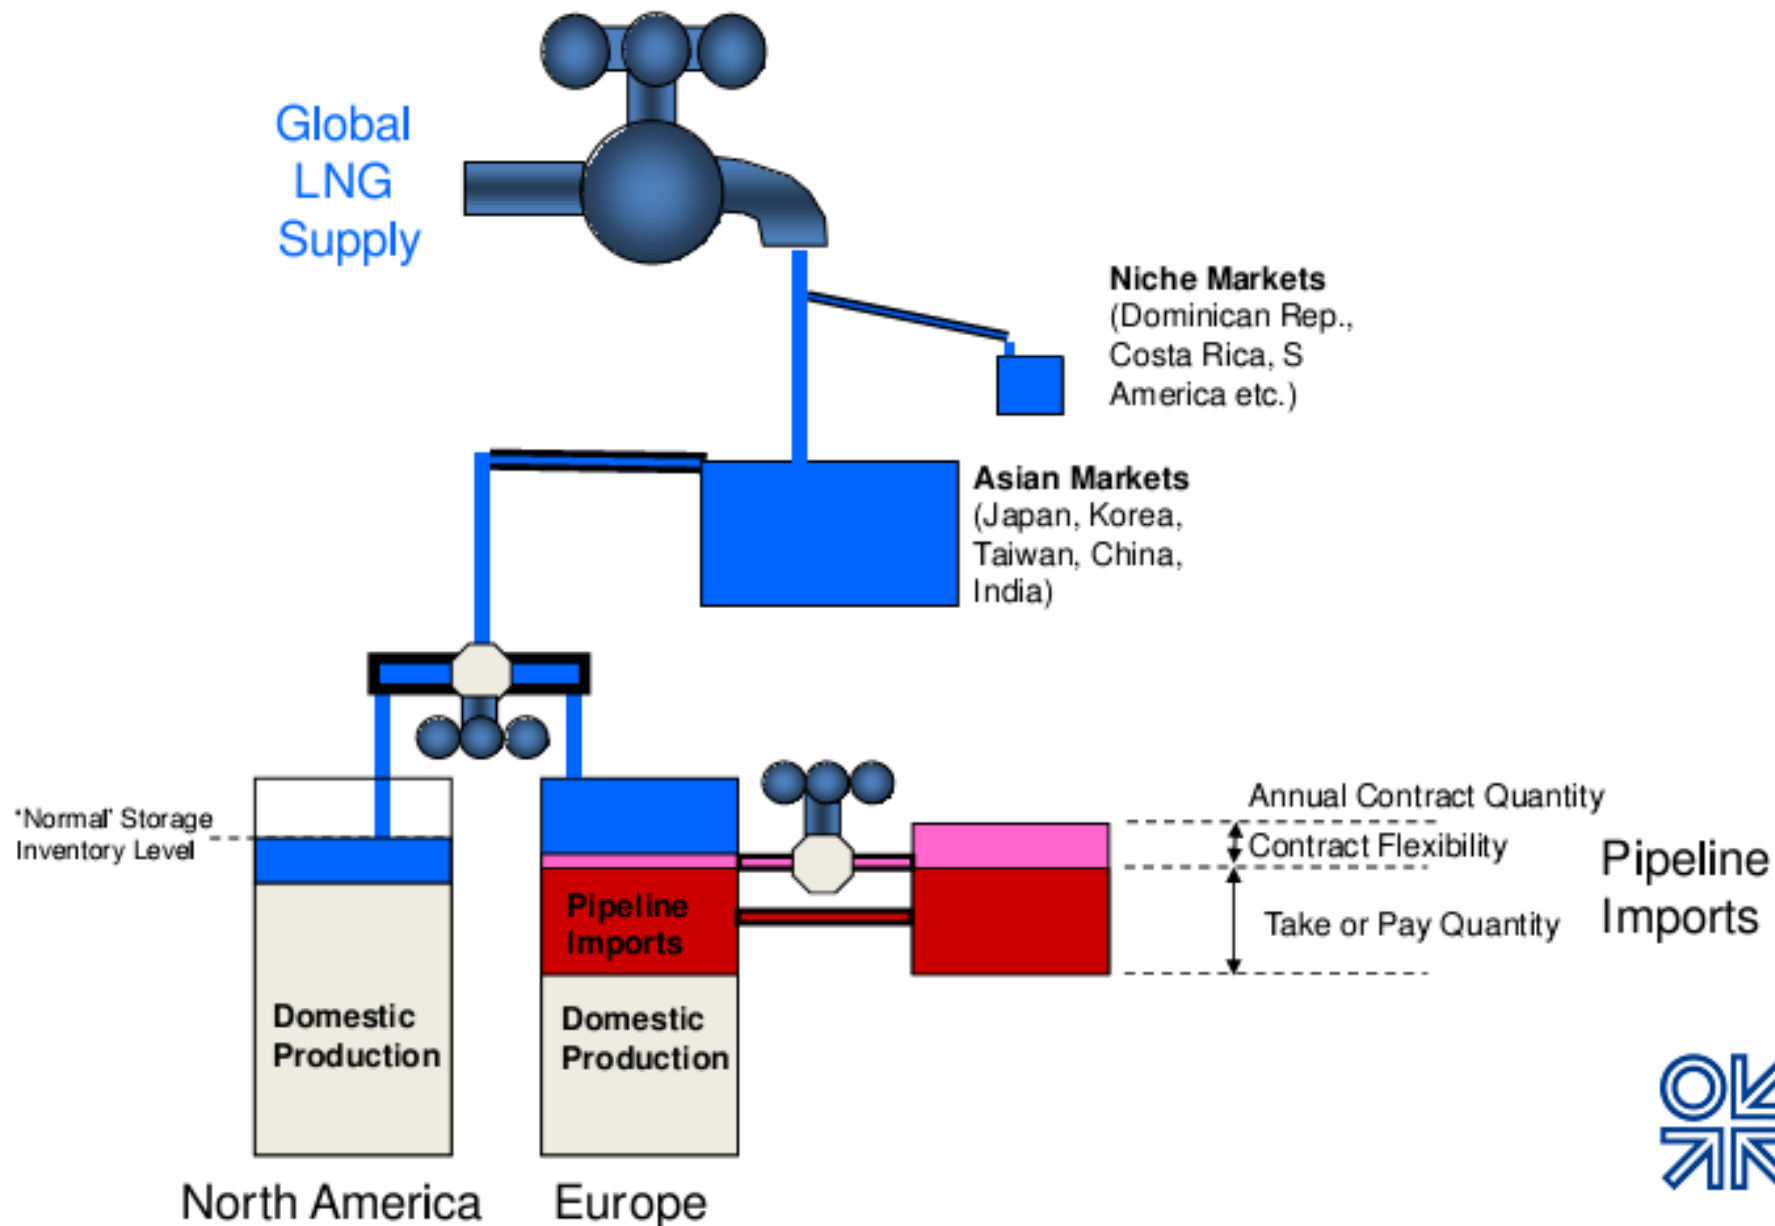 Global
LNG
Supply
Niche Markets
(Dominican Rep.,
Costa Rica, S
America etc.)
Asian Markets
(Japan, Korea,
Taiwan, China,
India)
'Normal' Storage
Inventory Level
Annual Contract Quantity
Contract Flexibility
Take or Pay Quantity
Pipeline
Imports
Pipeline
Imports
Domestic
Production
Domestic
Production
North America
Europe